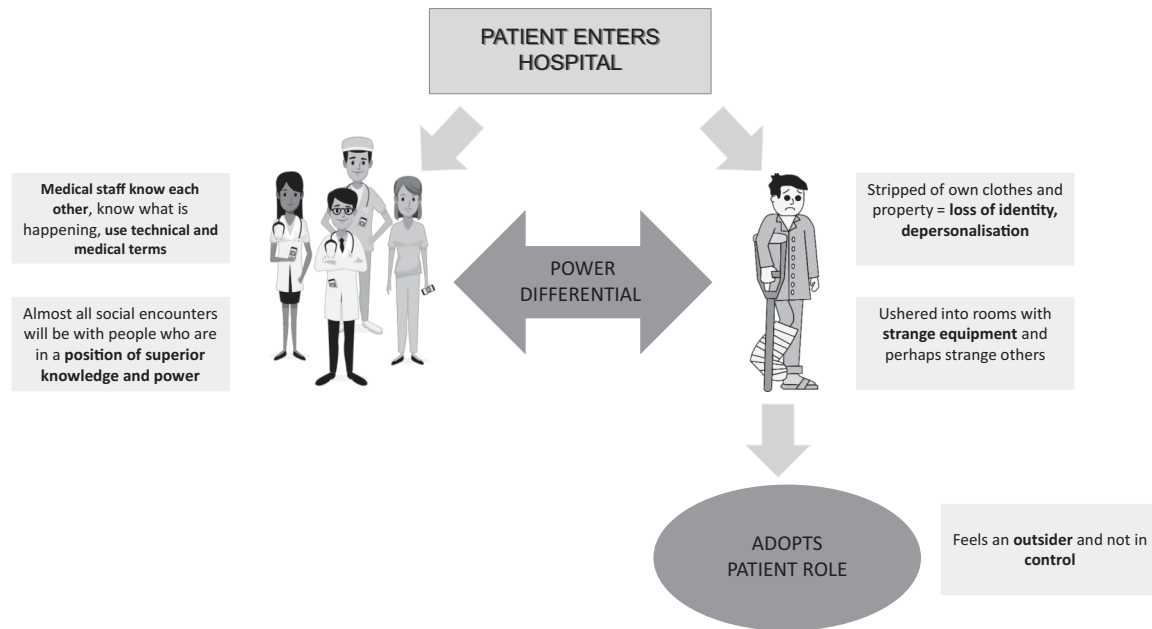 PATIENT ENTERS
HOSPITAL
Medical staff know each
other, know what is
happening, use technical and
medical terms
Almost all social encounters
will be with people who are
in a position of superior
knowledge and power
POWER
DIFFERENTIAL
Stripped of own clothes and
property = loss of identity,
depersonalisation
Ushered into rooms with
strange equipment and
perhaps strange others
ADOPTS
PATIENT ROLE
Feels an outsider and not in
control